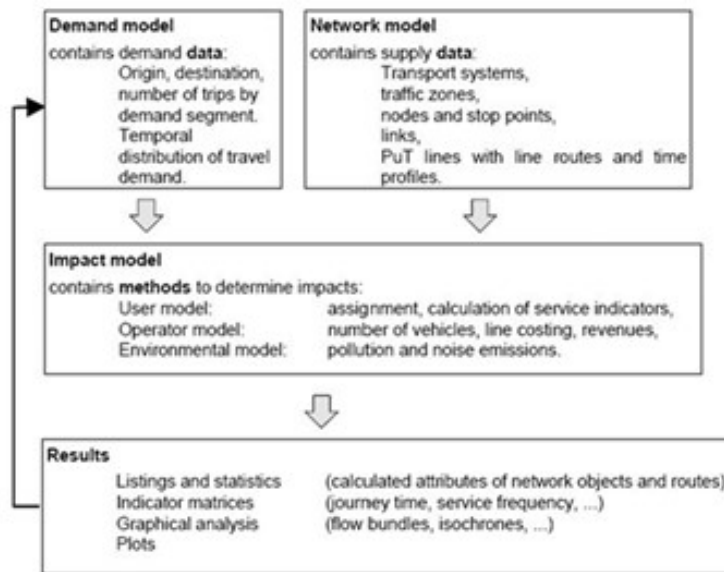 Demand model
contains demand data:
Origin, destination,
number of trips by
demand segment.
Temporal
distribution of travel
demand.
Network model
contains supply data:
Transport systems,
traffic zones,
nodes and stop points,
links,
PuT lines with line routes and time
profiles.
Impact model
contains methods to determine impacts:
User model: assignment, calculation of service indicators,
Operator model: number of vehicles, line costing, revenues,
Environmental model: pollution and noise emissions.
Results
Listings and statistics (calculated attributes of network objects and routes)
Indicator matrices (journey time, service frequency, ...)
Graphical analysis (flow bundles, isochrones, ...)
Plots